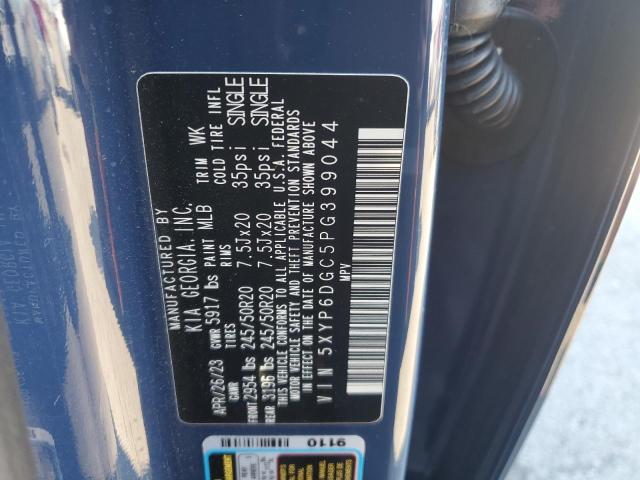 MANUFACTURED BY
KIA GEORGIA. INC.
APR/26/23 GVWR 5917 lbs PAINT MLB TRIM WK
GAWR TIRES RIMS COLD TIRE INFL
FRONT 2954 lbs 245/50R20 7.5Jx20 35psi SINGLE
REAR 3196 lbs 245/50R20 7.5Jx20 35psi SINGLE
THIS VEHICLE CONFORMS TO ALL APPLICABLE U.S.A. FEDERAL
MOTOR VEHICLE SAFETY AND THEFT PREVENTION STANDARDS
IN EFFECT ON THE DATE OF MANUFACTURE SHOWN ABOVE
VIN 5XYP6DGC5PG399044
MPV
9110